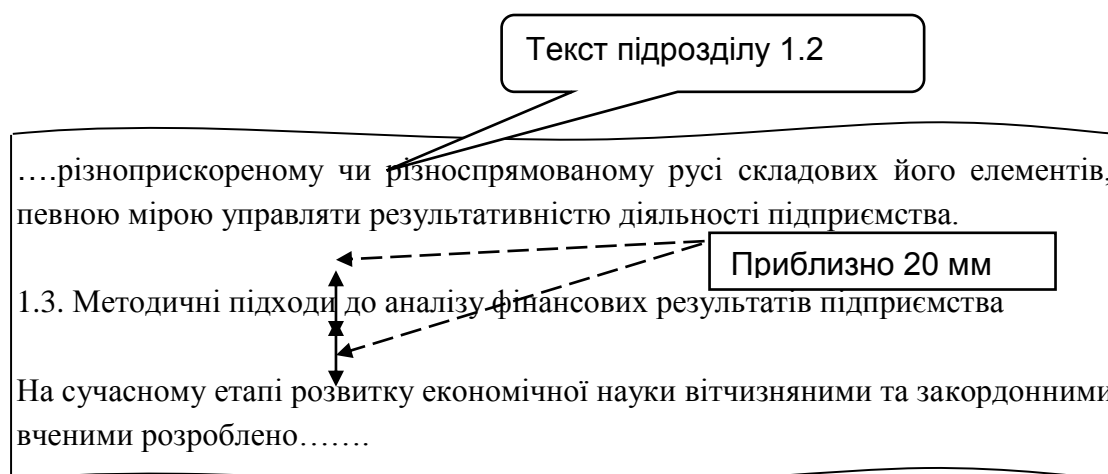 Текст підрозділу 1.2
….різноприскореному чи різноспрямованому русі складових його елементів,
певною мірою управляти результативністю діяльності підприємства.
Приблизно 20 мм
1.3. Методичні підходи до аналізу фінансових результатів підприємства
На сучасному етапі розвитку економічної науки вітчизняними та закордонними
вченими розроблено…….